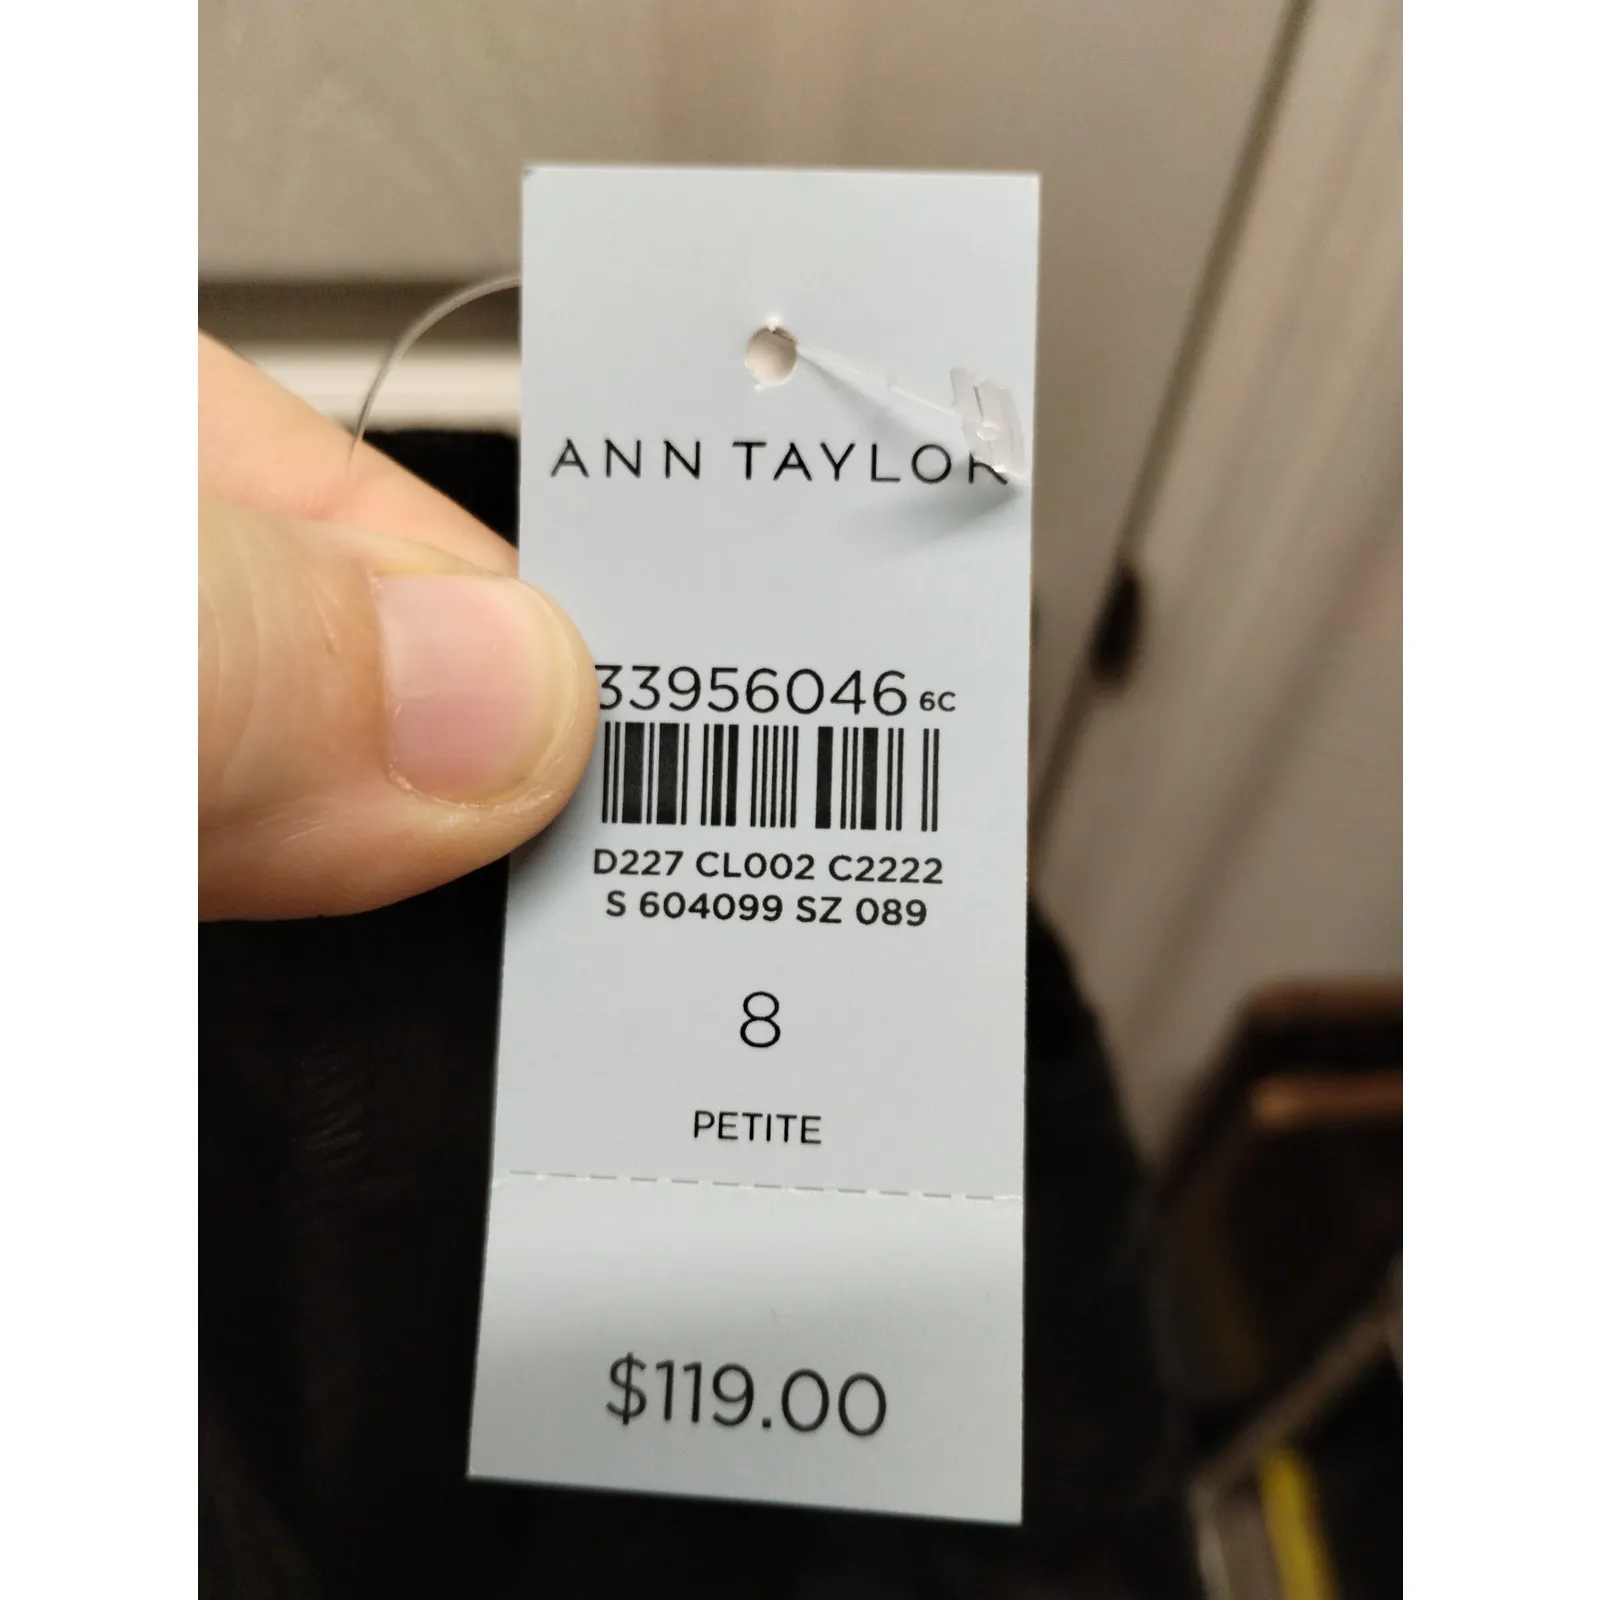 ANN TAYLOR
33956046 6C
D227 CL002 C2222
S 604099 SZ 089
8
PETITE
$119.00